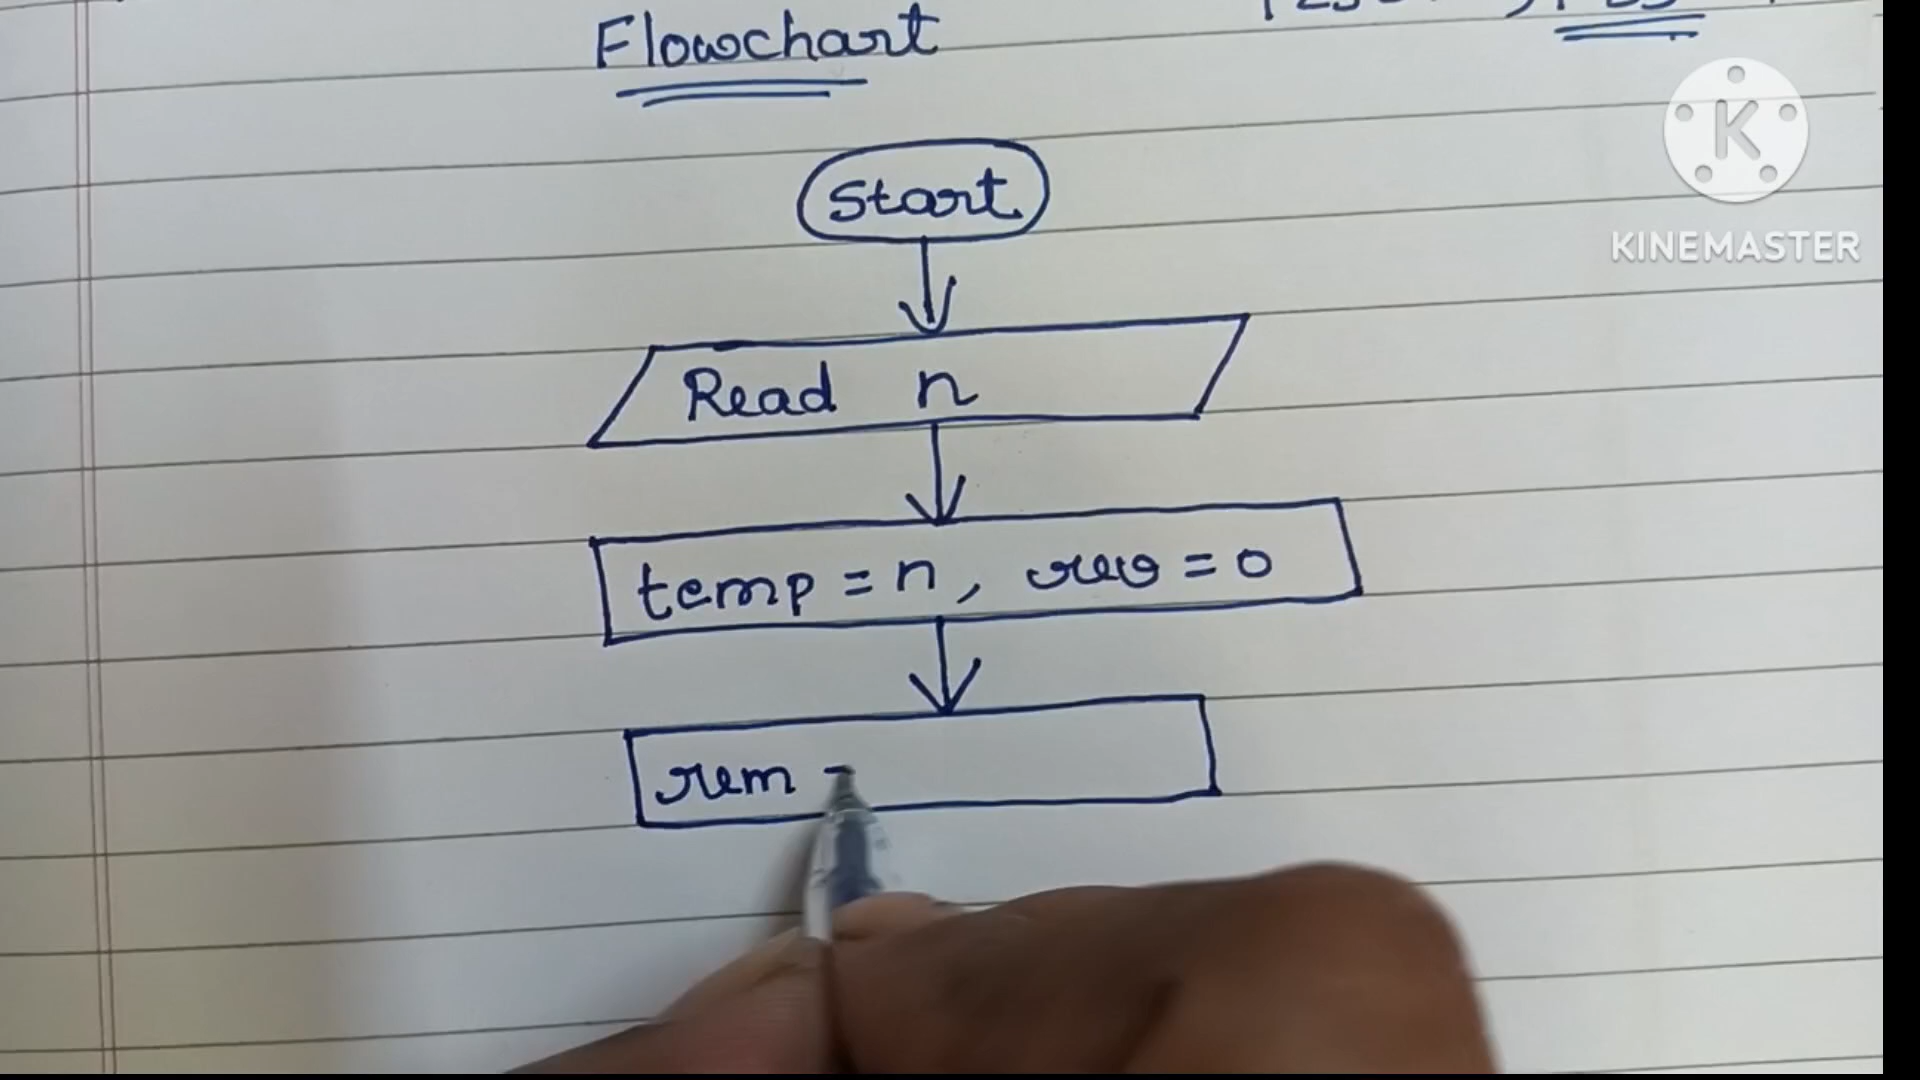 Flowchart
K
KINEMASTER
Start
Read n
temp = n, rev = 0
rem =